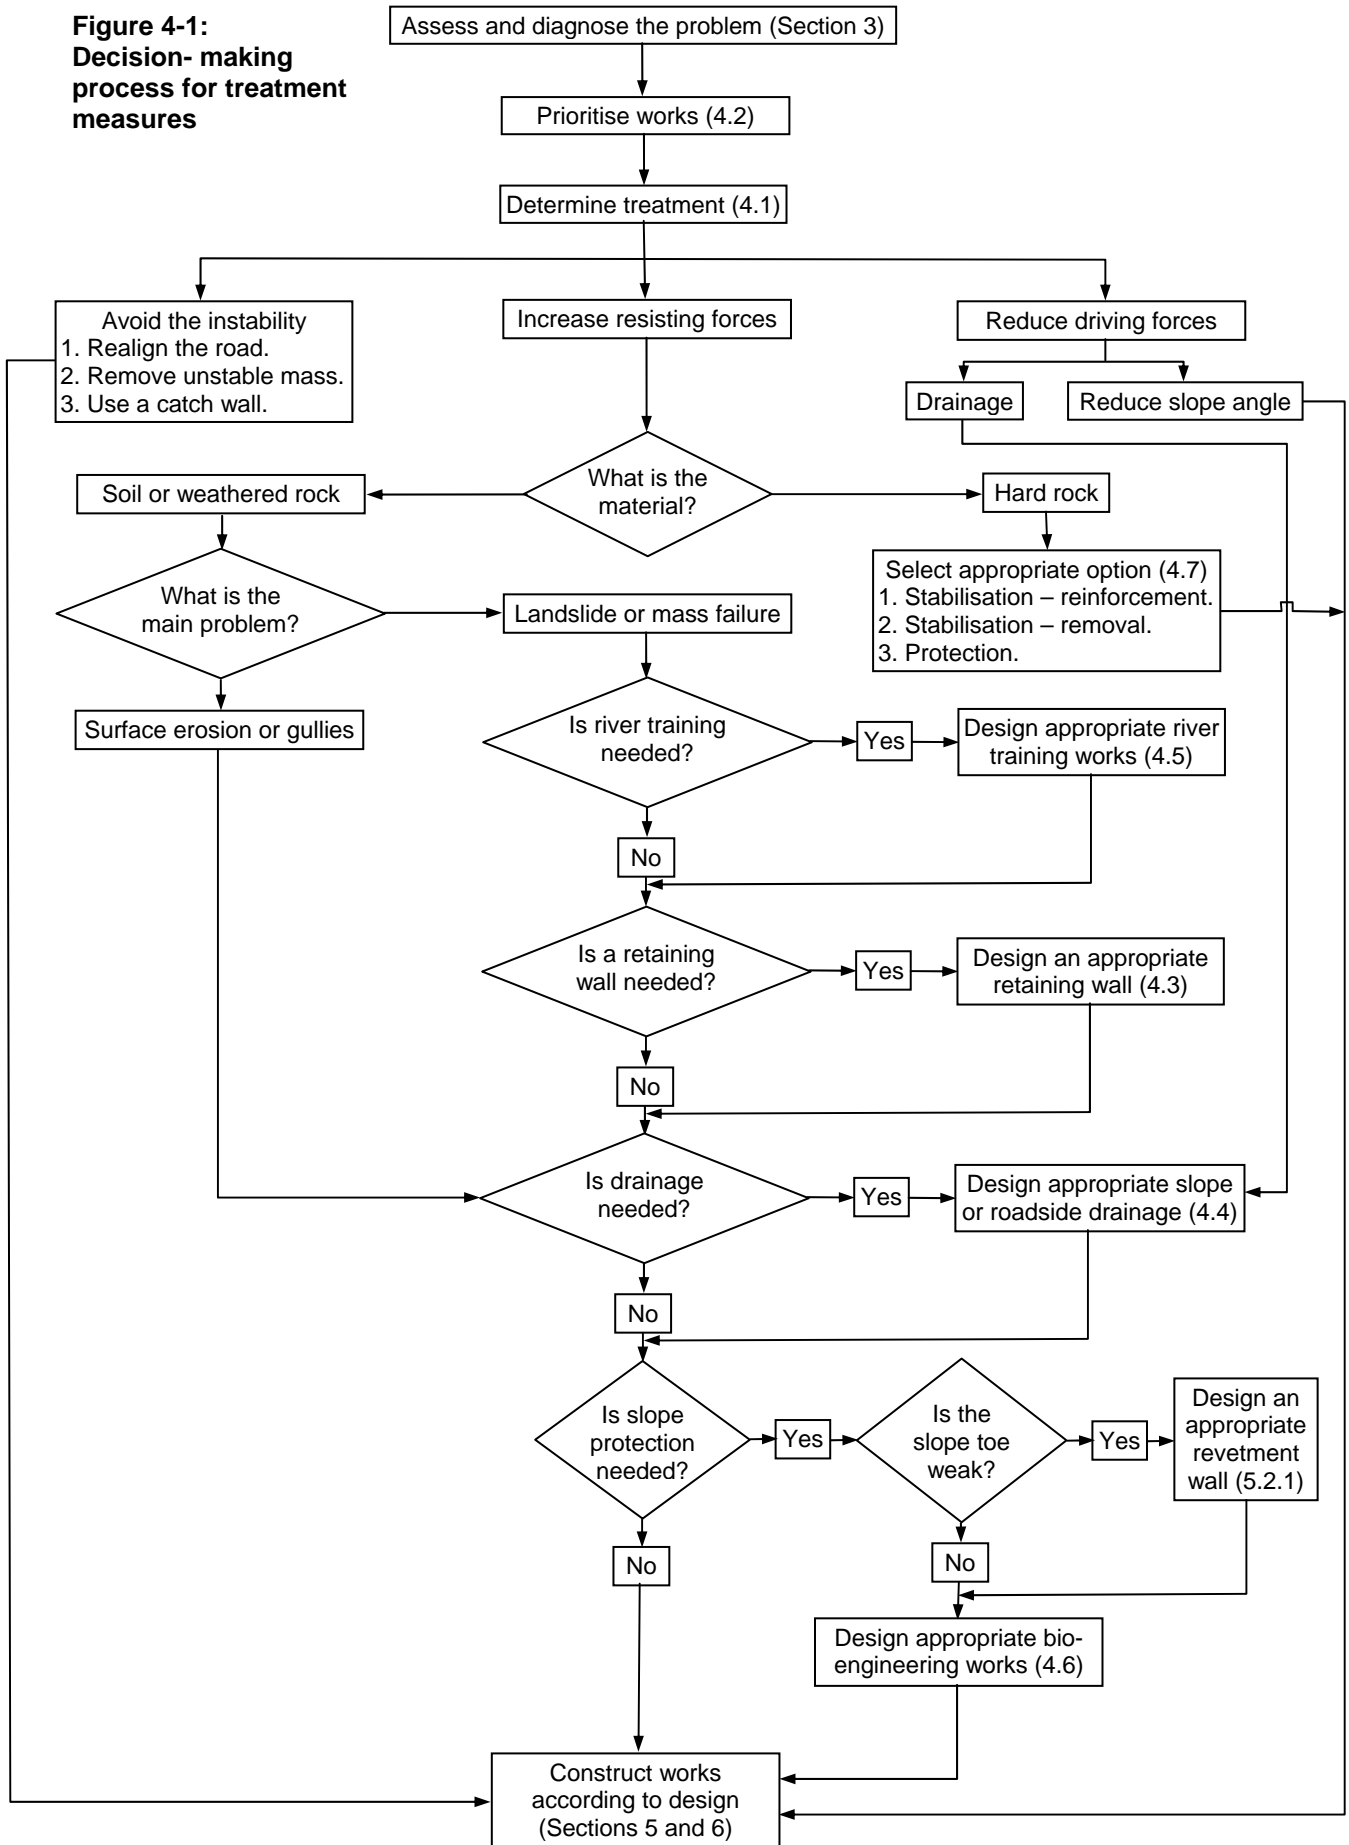 Figure 4-1:
Decision- making
process for treatment
measures
Assess and diagnose the problem (Section 3)
Prioritise works (4.2)
Determine treatment (4.1)
Avoid the instability
1. Realign the road.
2. Remove unstable mass.
3. Use a catch wall.
Increase resisting forces
Reduce driving forces
Drainage
Reduce slope angle
What is the
material?
Soil or weathered rock
Hard rock
What is the
main problem?
Landslide or mass failure
Select appropriate option (4.7)
1. Stabilisation – reinforcement.
2. Stabilisation – removal.
3. Protection.
Surface erosion or gullies
Is river training
needed?
Yes
Design appropriate river
training works (4.5)
No
Is a retaining
wall needed?
Yes
Design an appropriate
retaining wall (4.3)
No
Is drainage
needed?
Yes
Design appropriate slope
or roadside drainage (4.4)
No
Is slope
protection
needed?
Yes
Is the
slope toe
weak?
Yes
Design an
appropriate
revetment
wall (5.2.1)
No
No
Design appropriate bio-
engineering works (4.6)
Construct works
according to design
(Sections 5 and 6)